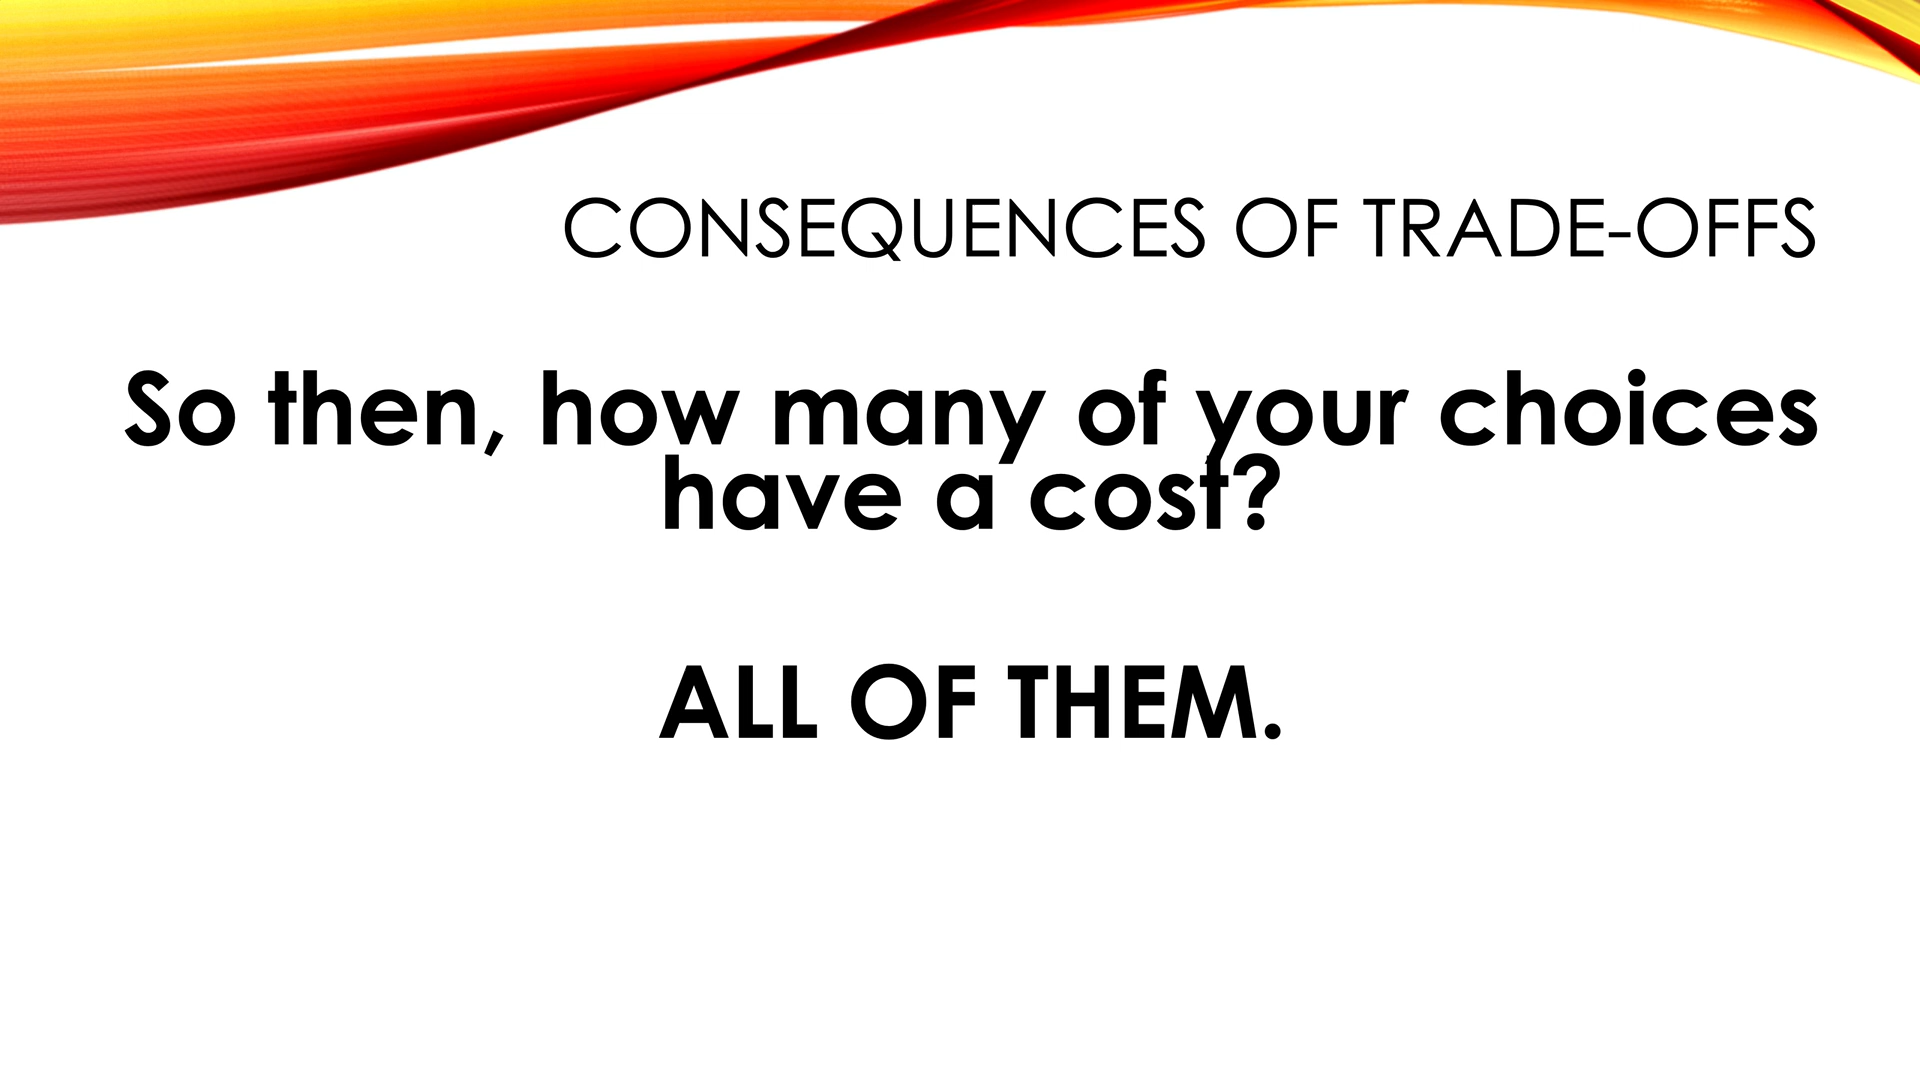 CONSEQUENCES OF TRADE-OFFS
So then, how many of your choices
have a cost?
ALL OF THEM.